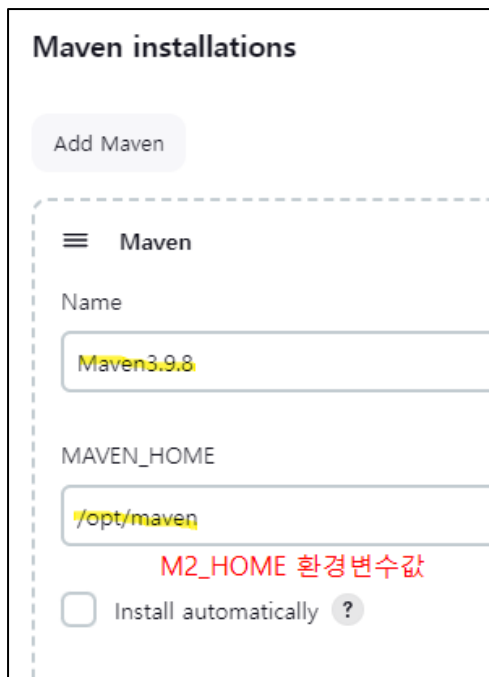 Maven installations
Add Maven
Maven
Name
Maven3.9.8
MAVEN_HOME
/opt/maven
M2_HOME 환경변수값
Install automatically ?